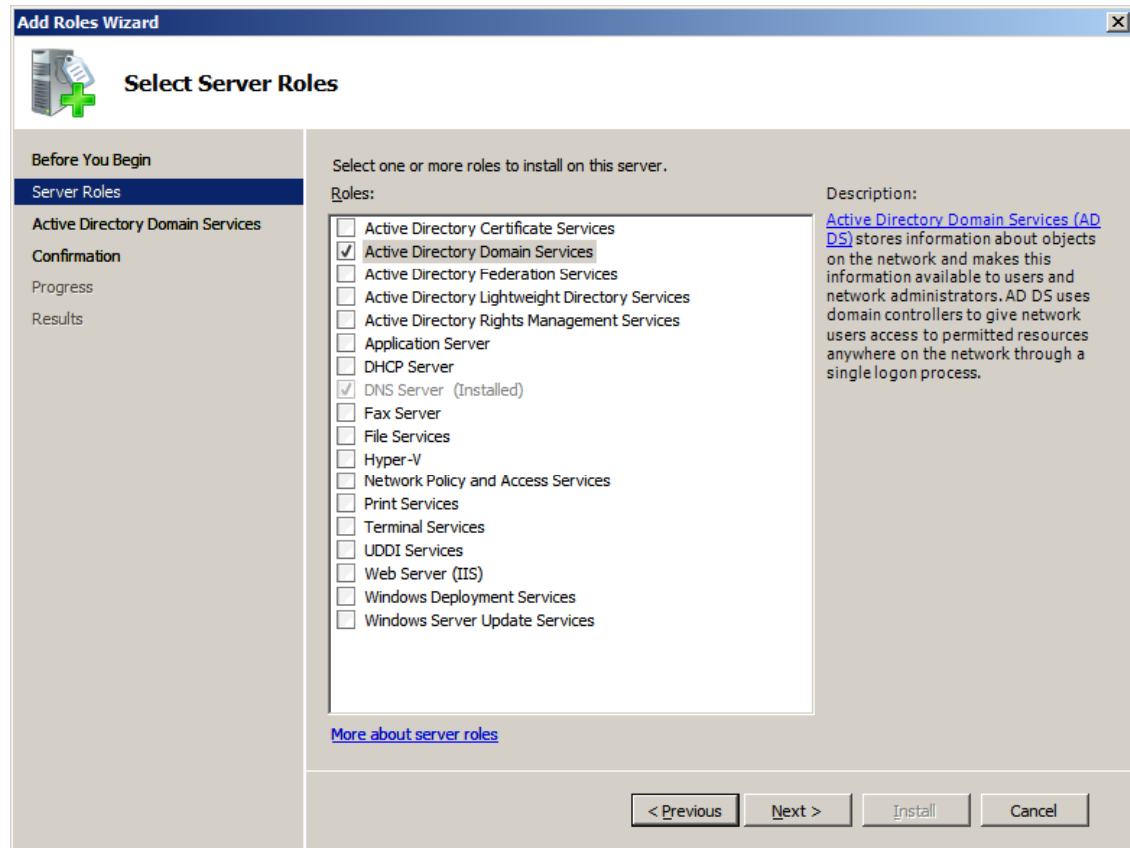 Add Roles Wizard
Select Server Roles
Before You Begin
Server Roles
Active Directory Domain Services
Confirmation
Progress
Results
Select one or more roles to install on this server.
Roles:
Active Directory Certificate Services
Active Directory Domain Services
Active Directory Federation Services
Active Directory Lightweight Directory Services
Active Directory Rights Management Services
Application Server
DHCP Server
DNS Server (Installed)
Fax Server
File Services
Hyper-V
Network Policy and Access Services
Print Services
Terminal Services
UDDI Services
Web Server (IIS)
Windows Deployment Services
Windows Server Update Services
More about server roles
Description:
Active Directory Domain Services (AD
DS) stores information about objects
on the network and makes this
information available to users and
network administrators. AD DS uses
domain controllers to give network
users access to permitted resources
anywhere on the network through a
single logon process.
< Previous
Next >
Install
Cancel